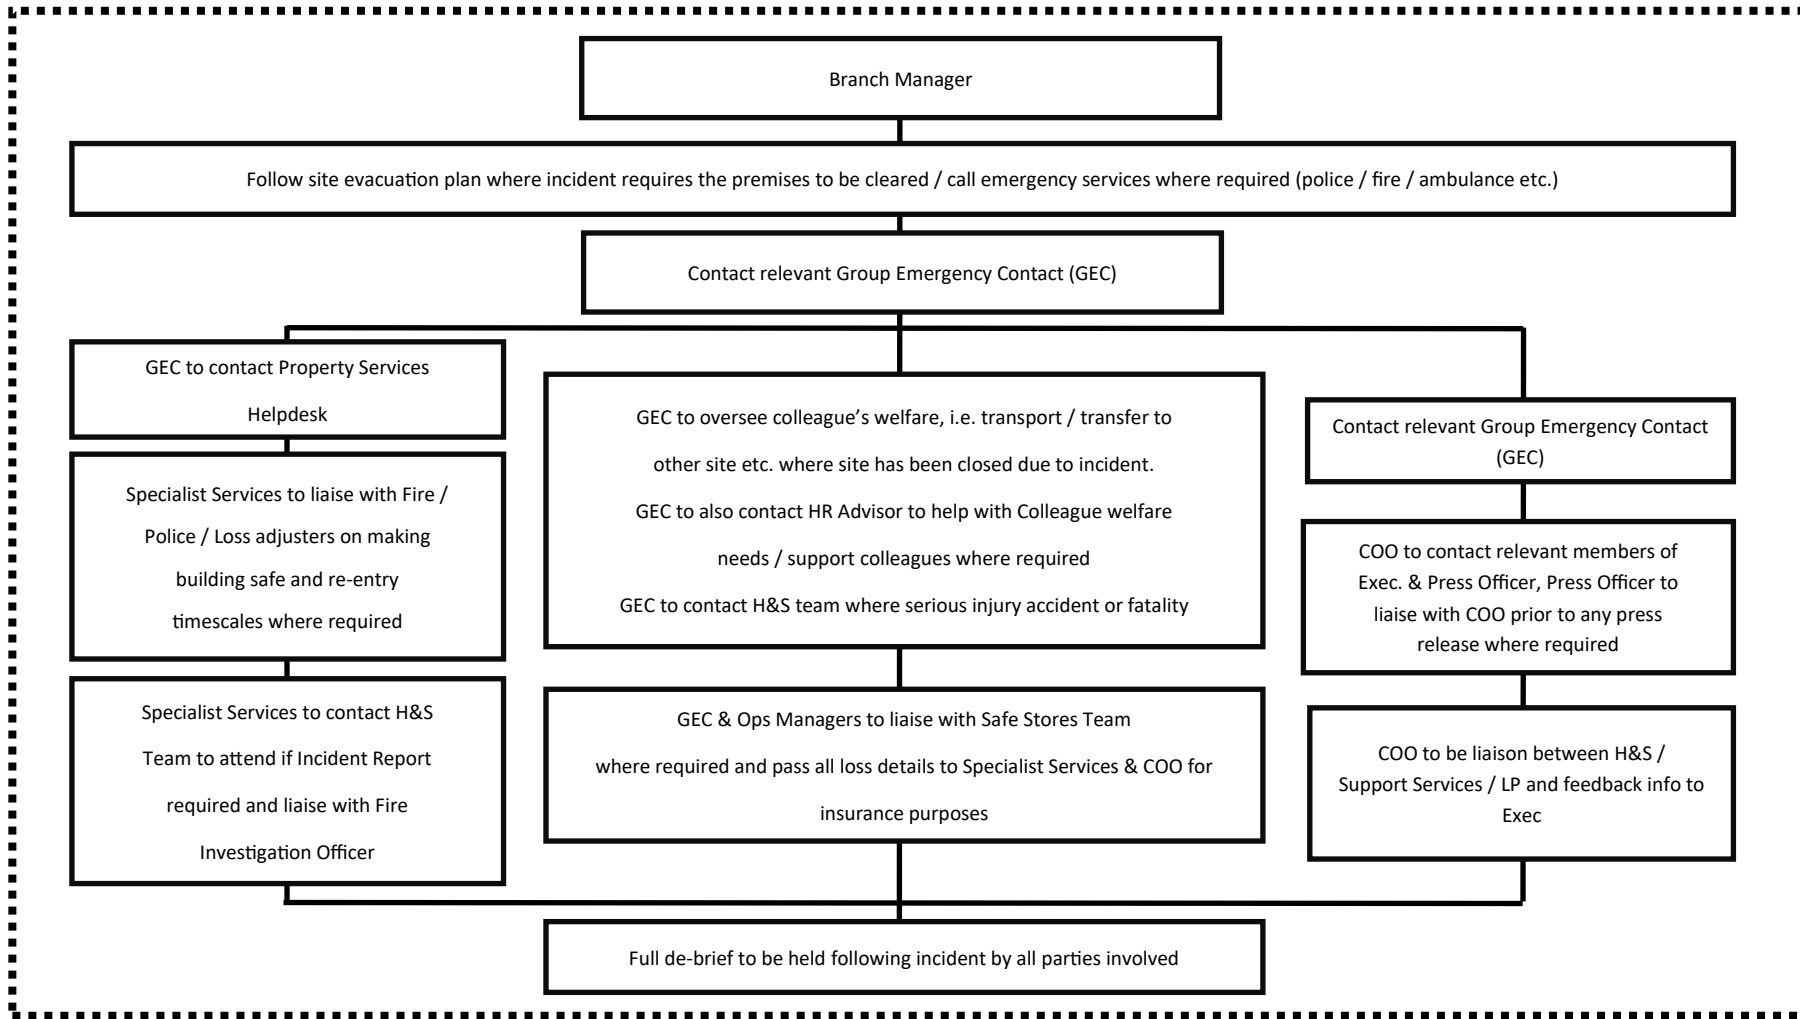 Branch Manager
Follow site evacuation plan where incident requires the premises to be cleared / call emergency services where required (police / fire / ambulance etc.)
Contact relevant Group Emergency Contact (GEC)
GEC to contact Property Services
Helpdesk
Specialist Services to liaise with Fire /
Police / Loss adjusters on making
building safe and re-entry
timescales where required
Specialist Services to contact H&S
Team to attend if Incident Report
required and liaise with Fire
Investigation Officer
GEC to oversee colleague’s welfare, i.e. transport / transfer to
other site etc. where site has been closed due to incident.
GEC to also contact HR Advisor to help with Colleague welfare
needs / support colleagues where required
GEC to contact H&S team where serious injury accident or fatality
GEC & Ops Managers to liaise with Safe Stores Team
where required and pass all loss details to Specialist Services & COO for
insurance purposes
Contact relevant Group Emergency Contact
(GEC)
COO to contact relevant members of
Exec. & Press Officer, Press Officer to
liaise with COO prior to any press
release where required
COO to be liaison between H&S /
Support Services / LP and feedback info to
Exec
Full de-brief to be held following incident by all parties involved